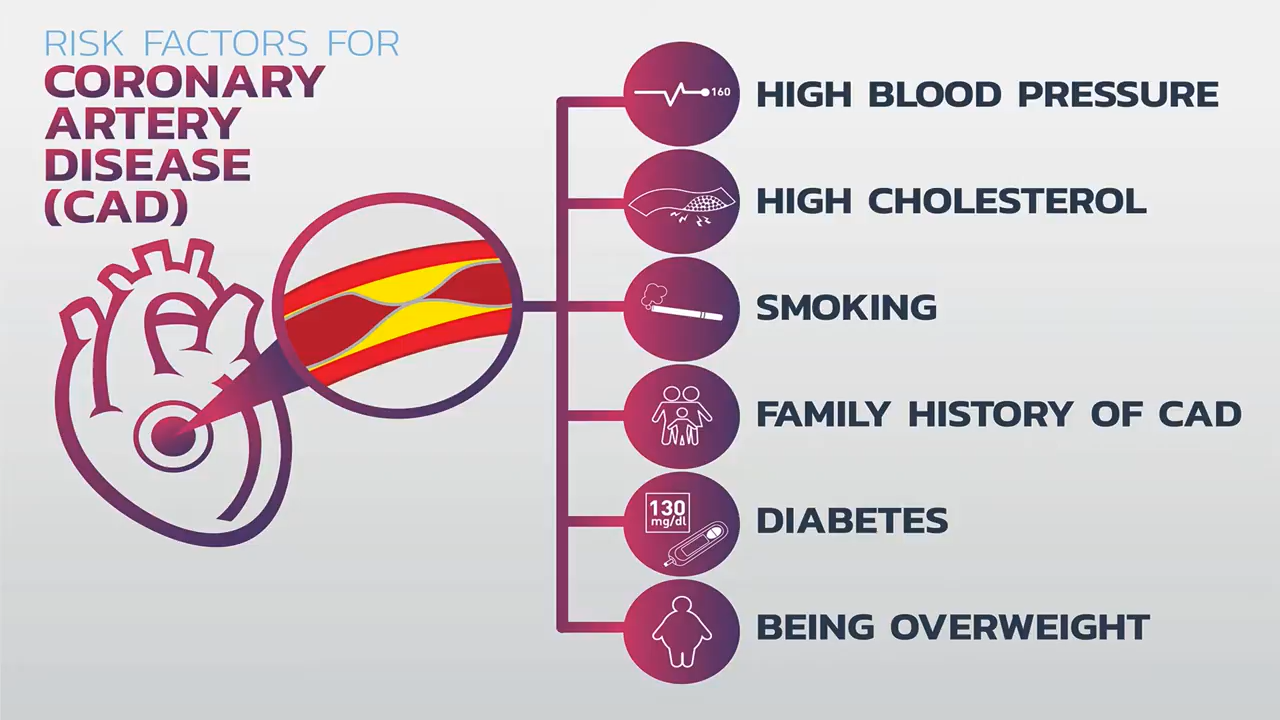 RISK FACTORS FOR
CORONARY
ARTERY
DISEASE
(CAD)
160
HIGH BLOOD PRESSURE
HIGH CHOLESTEROL
SMOKING
FAMILY HISTORY OF CAD
130
mg/dl
DIABETES
BEING OVERWEIGHT